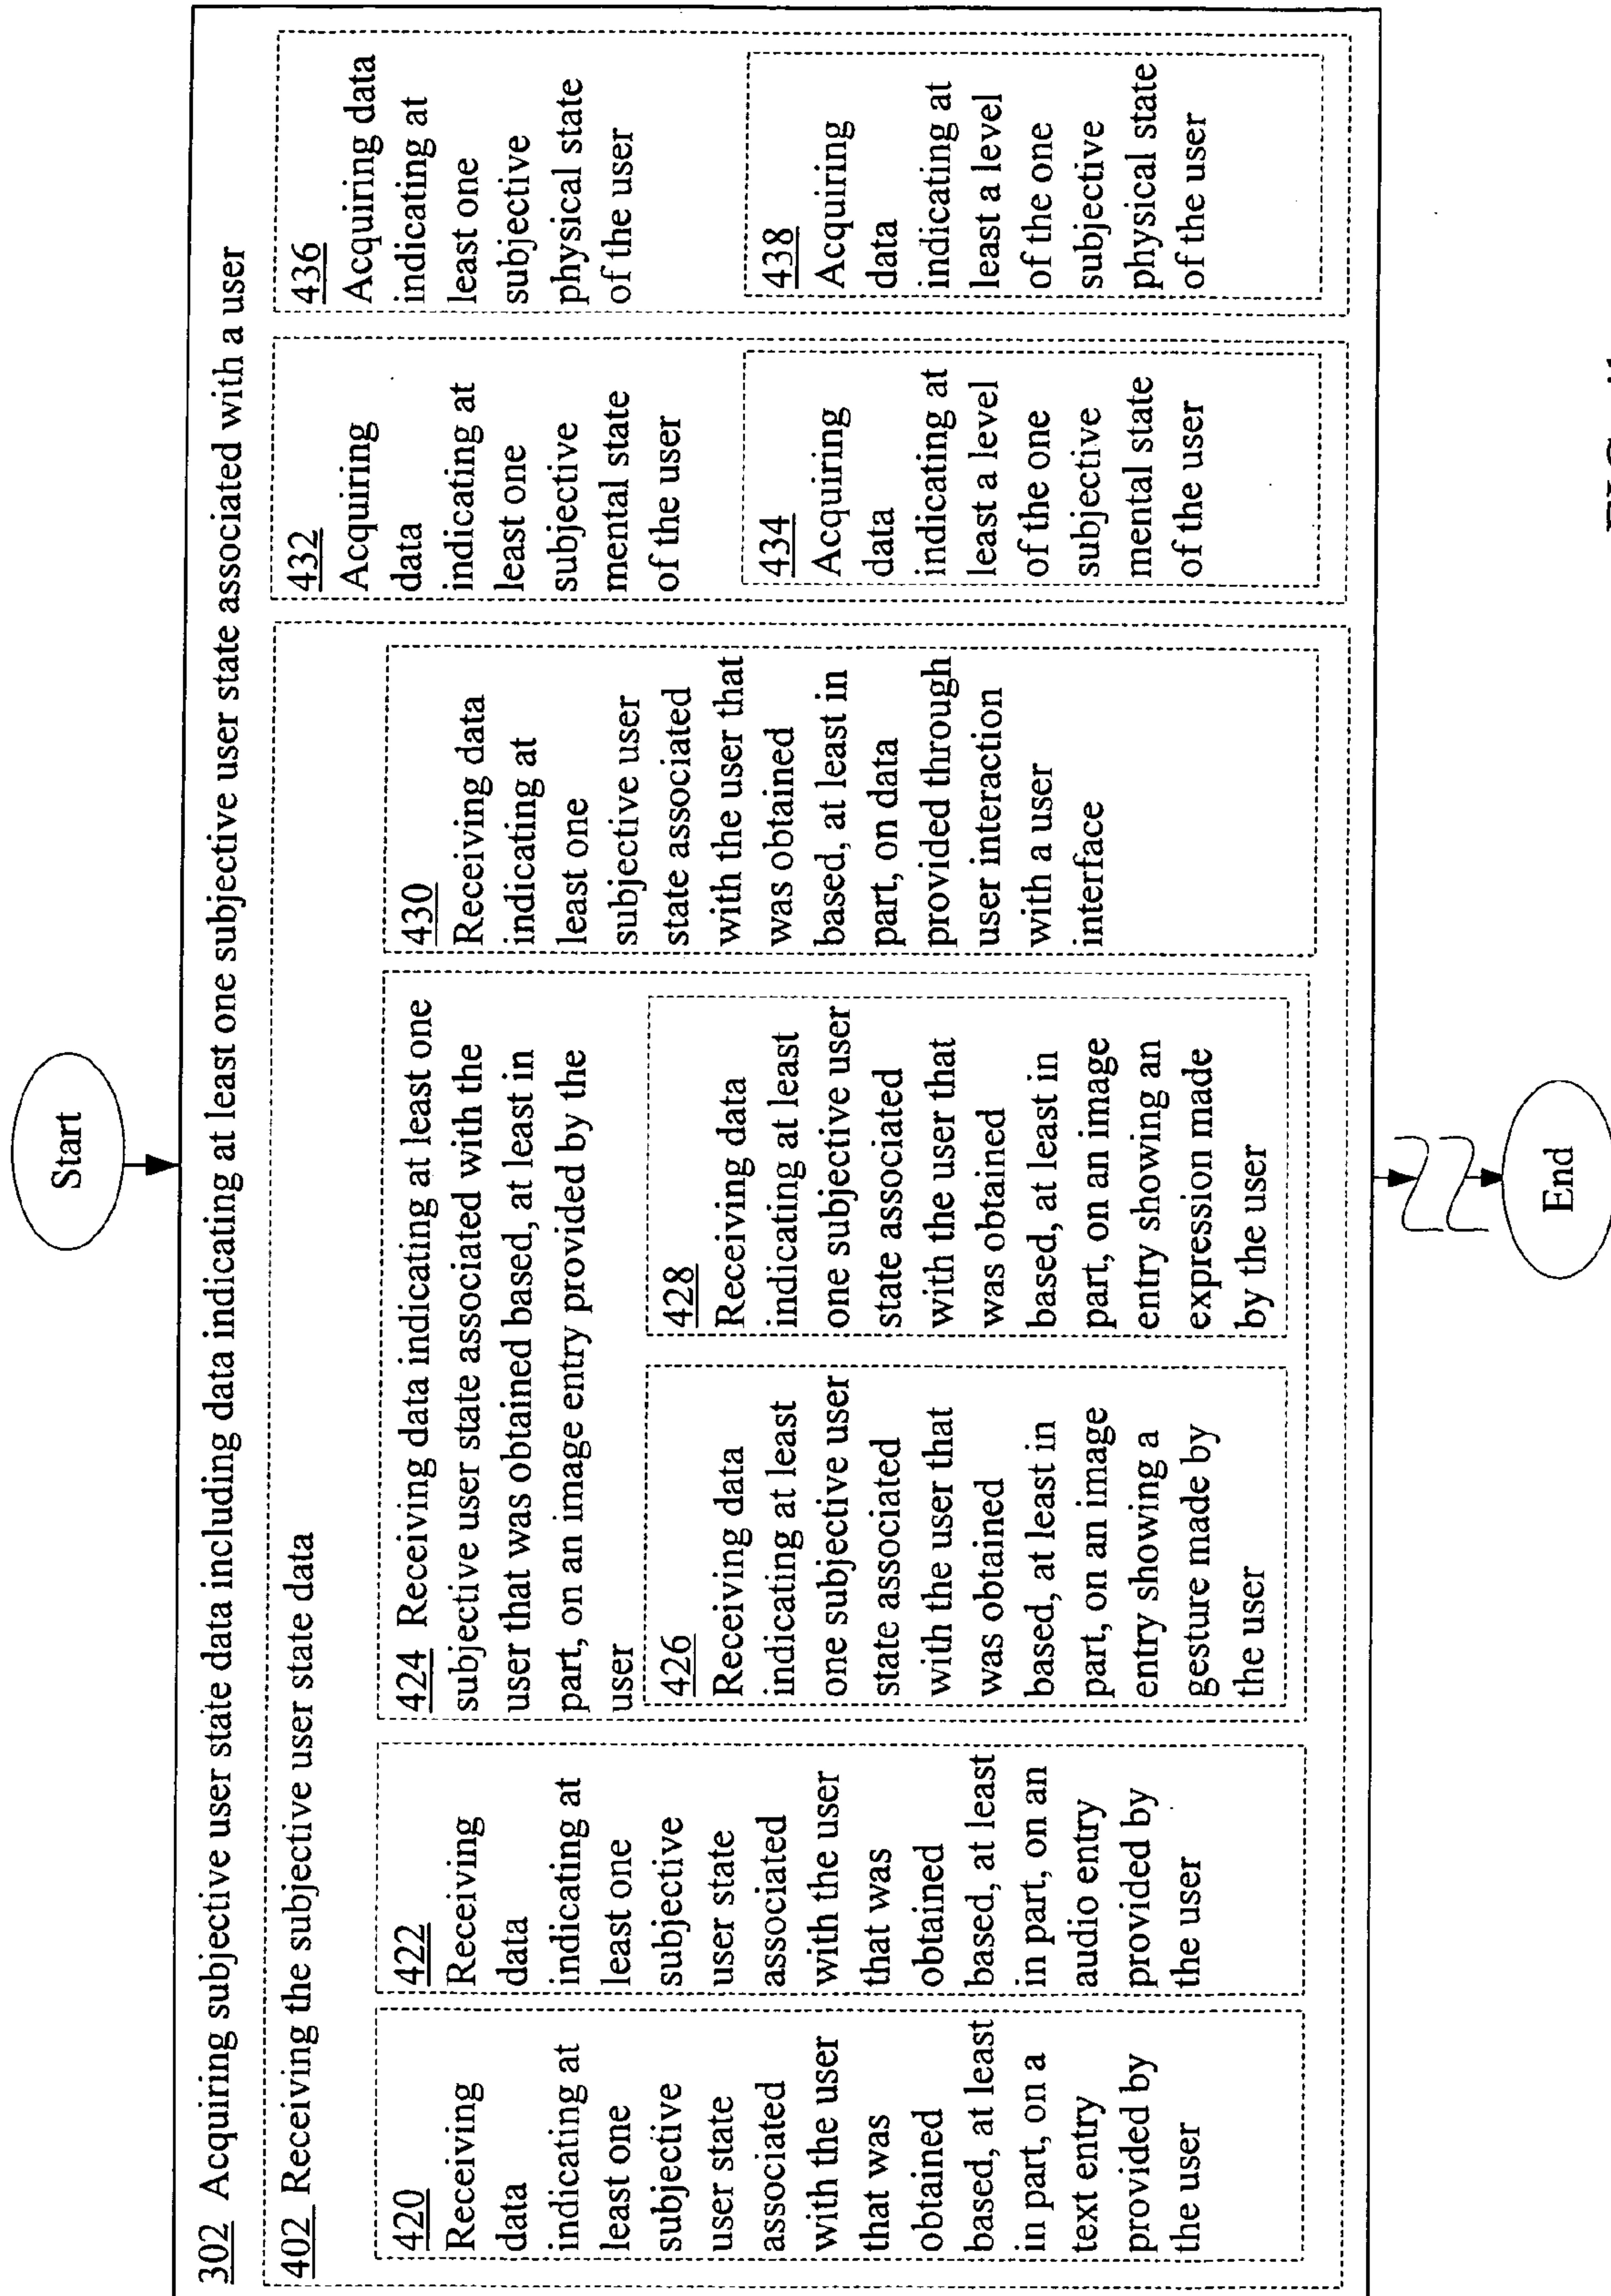 Start
302 Acquiring subjective user state data including data indicating at least one subjective user state associated with a user
402 Receiving the subjective user state data
420
Receiving
data
indicating at
least one
subjective
user state
associated
with the user
that was
obtained
based, at least
in part, on a
text entry
provided by
the user
422
Receiving
data
indicating at
least one
subjective
user state
associated
with the user
that was
obtained
based, at least
in part, on an
audio entry
provided by
the user
424 Receiving data indicating at least one
subjective user state associated with the
user that was obtained based, at least in
part, on an image entry provided by the
user
426
Receiving data
indicating at least
one subjective user
state associated
with the user that
was obtained
based, at least in
part, on an image
entry showing a
gesture made by
the user
428
Receiving data
indicating at least
one subjective user
state associated
with the user that
was obtained
based, at least in
part, on an image
entry showing an
expression made
by the user
430
Receiving data
indicating at
least one
subjective user
state associated
with the user that
was obtained
based, at least in
part, on data
provided through
user interaction
with a user
interface
432
Acquiring
data
indicating at
least one
subjective
mental state
of the user
434
Acquiring
data
indicating at
least a level
of the one
subjective
mental state
of the user
436
Acquiring data
indicating at
least one
subjective
physical state
of the user
438
Acquiring
data
indicating at
least a level
of the one
subjective
physical state
of the user
End